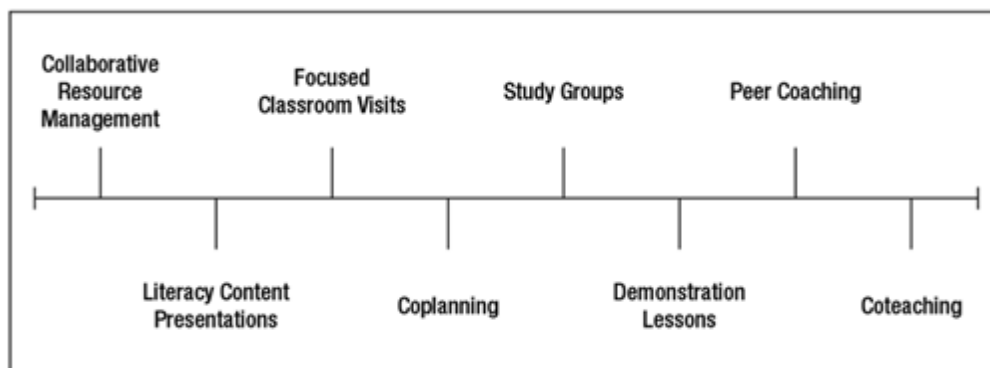 Collaborative
Resource
Management
Focused
Classroom Visits
Study Groups
Peer Coaching
Literacy Content
Presentations
Coplanning
Demonstration
Lessons
Coteaching